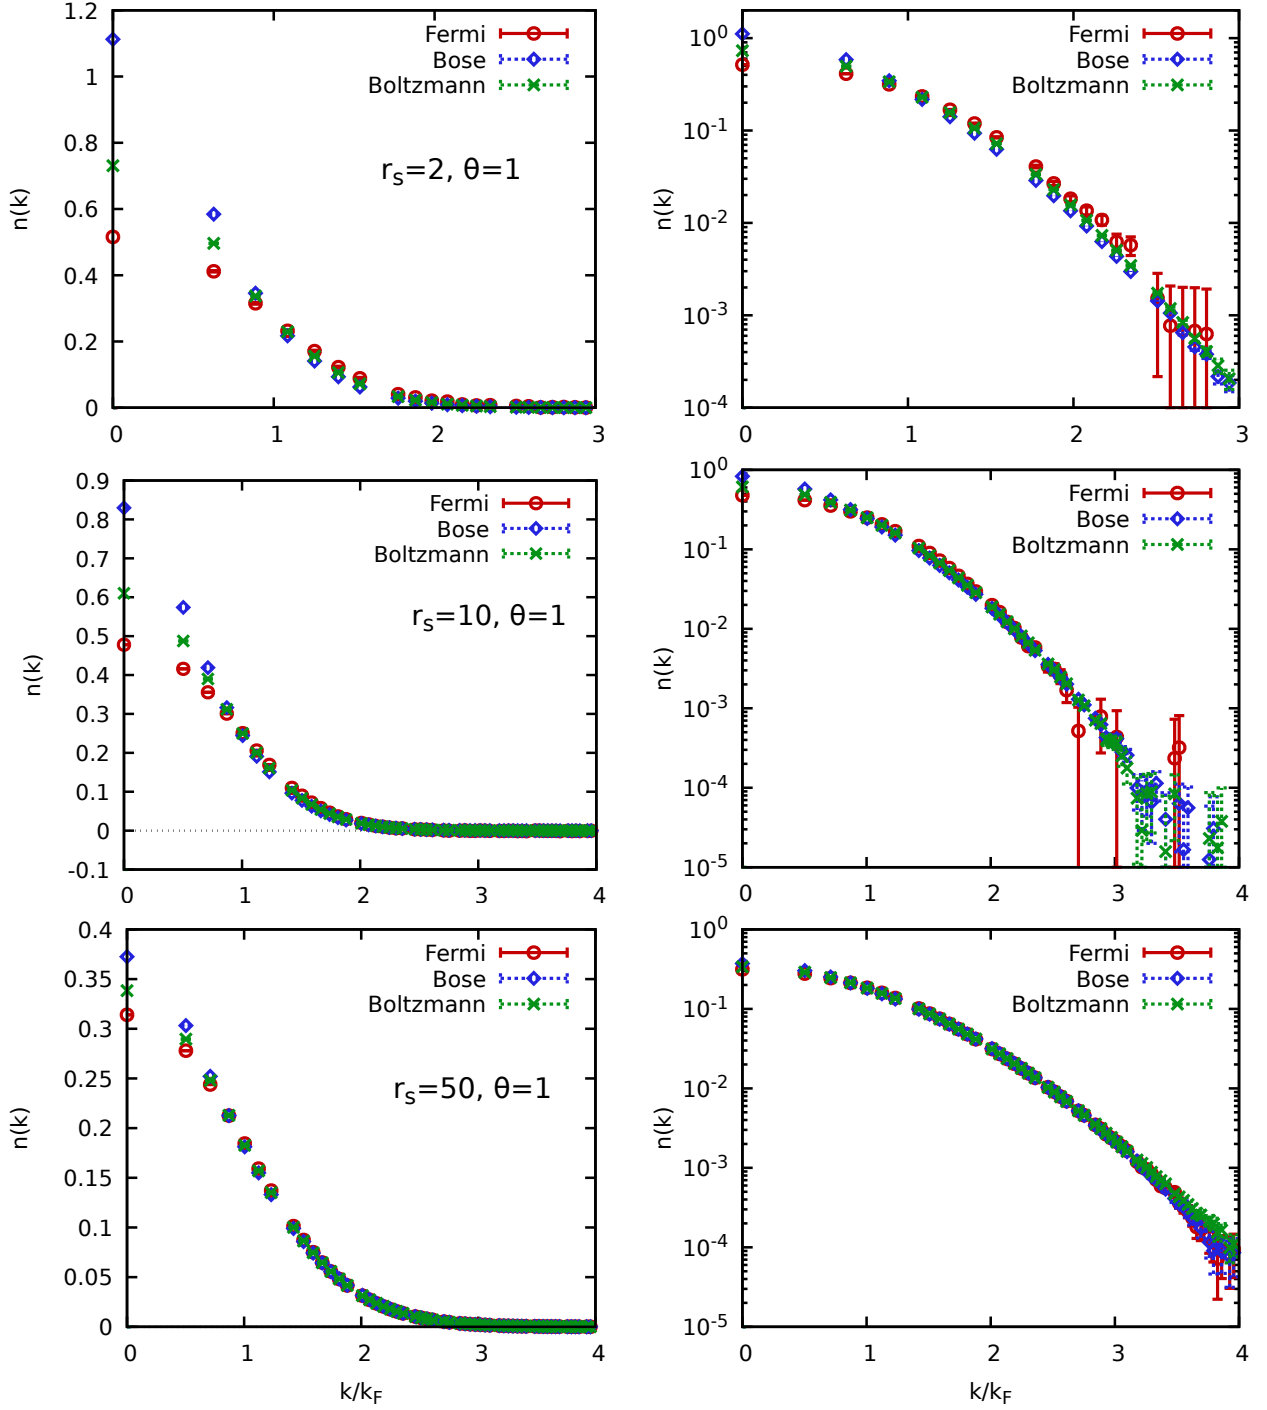 n(k)
1.2
1
0.8
0.6
0.4
0.2
0
0 1 2 3
Fermi
Bose
Boltzmann
r_s=2, θ=1
n(k)
10^0
10^-1
10^-2
10^-3
10^-4
0 1 2 3
Fermi
Bose
Boltzmann
n(k)
0.9
0.8
0.7
0.6
0.5
0.4
0.3
0.2
0.1
0
-0.1
0 1 2 3 4
Fermi
Bose
Boltzmann
r_s=10, θ=1
n(k)
10^0
10^-1
10^-2
10^-3
10^-4
10^-5
0 1 2 3 4
Fermi
Bose
Boltzmann
n(k)
0.4
0.35
0.3
0.25
0.2
0.15
0.1
0.05
0
0 1 2 3 4
k/k_F
Fermi
Bose
Boltzmann
r_s=50, θ=1
n(k)
10^0
10^-1
10^-2
10^-3
10^-4
10^-5
0 1 2 3 4
k/k_F
Fermi
Bose
Boltzmann